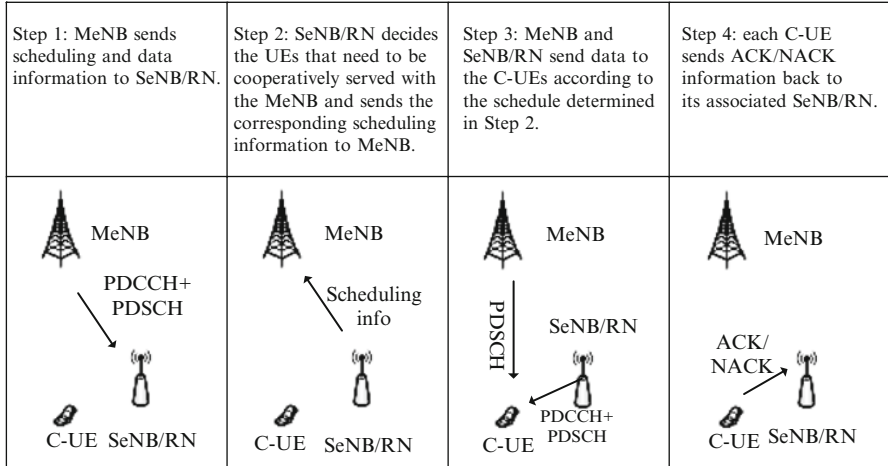 Step 1: MeNB sends
scheduling and data
information to SeNB/RN.
Step 2: SeNB/RN decides
the UEs that need to be
cooperatively served with
the MeNB and sends the
corresponding scheduling
information to MeNB.
Step 3: MeNB and
SeNB/RN send data to
the C-UEs according to
the schedule determined
in Step 2.
Step 4: each C-UE
sends ACK/NACK
information back to
its associated SeNB/RN.
MeNB
PDCCH+
PDSCH
C-UE SeNB/RN
MeNB
Scheduling
info
C-UE SeNB/RN
MeNB
PDSCH
SeNB/RN
PDCCH+
PDSCH
C-UE
MeNB
ACK/
NACK
C-UE SeNB/RN